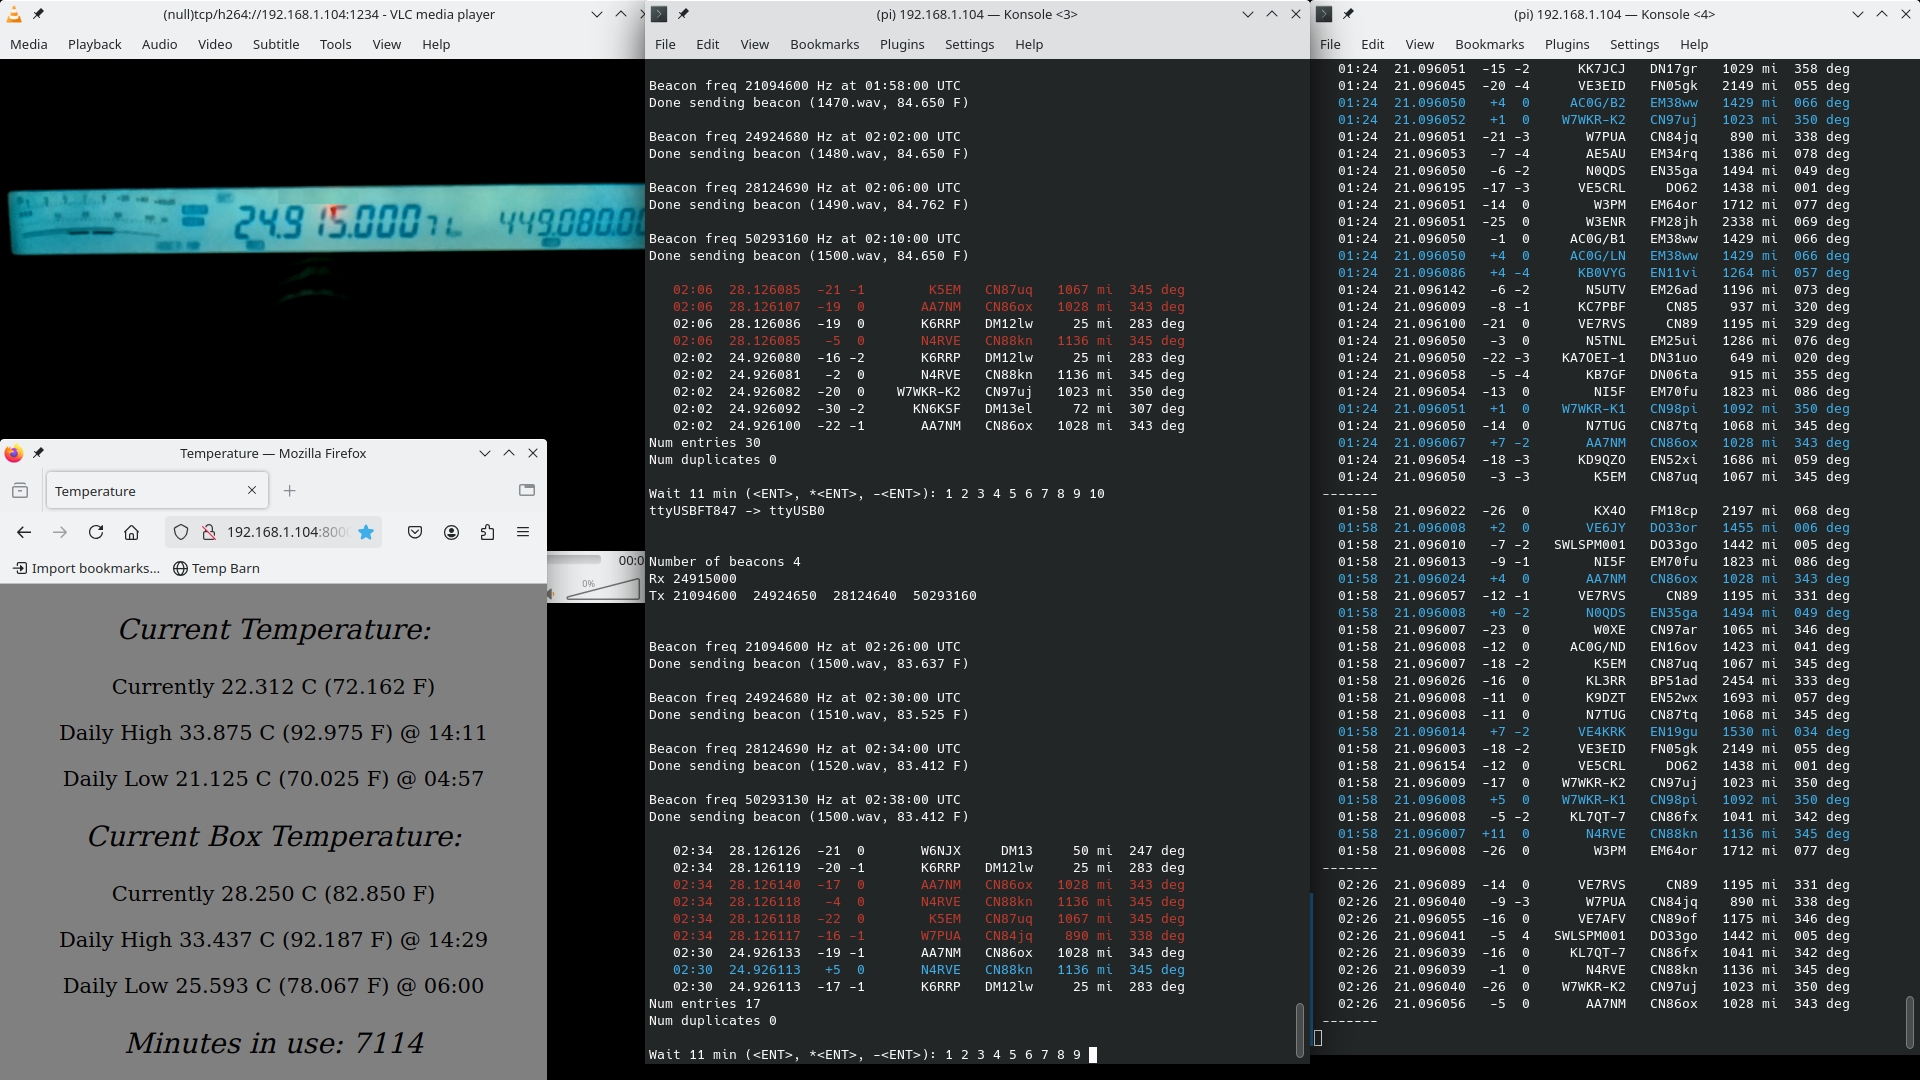 (null)tcp/h264://192.168.1.104:1234 — VLC media player
Media Playback Audio Video Subtitle Tools View Help
24.915.000 449.080.00
00:0
0%
Temperature — Mozilla Firefox
Temperature
192.168.1.104:800
Import bookmarks... Temp Barn
Current Temperature:
Currently 22.312 C (72.162 F)
Daily High 33.875 C (92.975 F) @ 14:11
Daily Low 21.125 C (70.025 F) @ 04:57
Current Box Temperature:
Currently 28.250 C (82.850 F)
Daily High 33.437 C (92.187 F) @ 14:29
Daily Low 25.593 C (78.067 F) @ 06:00
Minutes in use: 7114
(pi) 192.168.1.104 — Konsole <3>
File Edit View Bookmarks Plugins Settings Help
Beacon freq 21094600 Hz at 01:58:00 UTC
Done sending beacon (1470.wav, 84.650 F)
Beacon freq 24924680 Hz at 02:02:00 UTC
Done sending beacon (1480.wav, 84.650 F)
Beacon freq 28124690 Hz at 02:06:00 UTC
Done sending beacon (1490.wav, 84.762 F)
Beacon freq 50293160 Hz at 02:10:00 UTC
Done sending beacon (1500.wav, 84.650 F)
02:06 28.126085 -21 -1 K5EM CN87uq 1067 mi 345 deg
02:06 28.126107 -19 0 AA7NM CN86ox 1028 mi 343 deg
02:06 28.126086 -19 0 K6RRP DM12lw 25 mi 283 deg
02:06 28.126085 -5 0 N4RVE CN88kn 1136 mi 345 deg
02:02 24.926080 -16 -2 K6RRP DM12lw 25 mi 283 deg
02:02 24.926081 -2 0 N4RVE CN88kn 1136 mi 345 deg
02:02 24.926082 -20 0 W7WKR-K2 CN97uj 1023 mi 350 deg
02:02 24.926092 -30 -2 KN6KSF DM13el 72 mi 307 deg
02:02 24.926100 -22 -1 AA7NM CN86ox 1028 mi 343 deg
Num entries 30
Num duplicates 0
Wait 11 min (<ENT>, *<ENT>, -<ENT>): 1 2 3 4 5 6 7 8 9 10
ttyUSBFT847 -> ttyUSB0
Number of beacons 4
Rx 24915000
Tx 21094600 24924650 28124640 50293160
Beacon freq 21094600 Hz at 02:26:00 UTC
Done sending beacon (1500.wav, 83.637 F)
Beacon freq 24924680 Hz at 02:30:00 UTC
Done sending beacon (1510.wav, 83.525 F)
Beacon freq 28124690 Hz at 02:34:00 UTC
Done sending beacon (1520.wav, 83.412 F)
Beacon freq 50293130 Hz at 02:38:00 UTC
Done sending beacon (1500.wav, 83.412 F)
02:34 28.126126 -21 0 W6NJX DM13 50 mi 247 deg
02:34 28.126119 -20 -1 K6RRP DM12lw 25 mi 283 deg
02:34 28.126140 -17 0 AA7NM CN86ox 1028 mi 343 deg
02:34 28.126118 -4 0 N4RVE CN88kn 1136 mi 345 deg
02:34 28.126118 -22 0 K5EM CN87uq 1067 mi 345 deg
02:34 28.126117 -16 -1 W7PUA CN84jq 890 mi 338 deg
02:30 24.926133 -19 -1 AA7NM CN86ox 1028 mi 343 deg
02:30 24.926113 +5 0 N4RVE CN88kn 1136 mi 345 deg
02:30 24.926113 -17 -1 K6RRP DM12lw 25 mi 283 deg
Num entries 17
Num duplicates 0
Wait 11 min (<ENT>, *<ENT>, -<ENT>): 1 2 3 4 5 6 7 8 9
(pi) 192.168.1.104 — Konsole <4>
File Edit View Bookmarks Plugins Settings Help
01:24 21.096051 -15 -2 KK7JCJ DN17gr 1029 mi 358 deg
01:24 21.096045 -20 -4 VE3EID FN05gk 2149 mi 055 deg
01:24 21.096050 +4 0 AC0G/B2 EM38ww 1429 mi 066 deg
01:24 21.096052 +1 0 W7WKR-K2 CN97uj 1023 mi 350 deg
01:24 21.096051 -21 -3 W7PUA CN84jq 890 mi 338 deg
01:24 21.096053 -7 -4 AE5AU EM34rq 1386 mi 078 deg
01:24 21.096050 -6 -2 N0QDS EN35ga 1494 mi 049 deg
01:24 21.096195 -17 -3 VE5CRL DO62 1438 mi 001 deg
01:24 21.096051 -14 0 W3PM EM64or 1712 mi 077 deg
01:24 21.096051 -25 0 W3ENR FM28jh 2338 mi 069 deg
01:24 21.096050 -1 0 AC0G/B1 EM38ww 1429 mi 066 deg
01:24 21.096050 +4 0 AC0G/LN EM38ww 1429 mi 066 deg
01:24 21.096086 +4 -4 KB0VYG EN11vi 1264 mi 057 deg
01:24 21.096142 -6 -2 N5UTV EM26ad 1196 mi 073 deg
01:24 21.096009 -8 -1 KC7PBF CN85 937 mi 320 deg
01:24 21.096100 -21 0 VE7RVS CN89 1195 mi 329 deg
01:24 21.096050 -3 0 N5TNL EM25ui 1286 mi 076 deg
01:24 21.096050 -22 -3 KA7OEI-1 DN31uo 649 mi 020 deg
01:24 21.096058 -5 -4 KB7GF DN06ta 915 mi 355 deg
01:24 21.096054 -13 0 NI5F EM70fu 1823 mi 086 deg
01:24 21.096051 +1 0 W7WKR-K1 CN98pi 1092 mi 350 deg
01:24 21.096050 -14 0 N7TUG CN87tq 1068 mi 345 deg
01:24 21.096067 +7 -2 AA7NM CN86ox 1028 mi 343 deg
01:24 21.096054 -18 -3 KD9QZO EN52xi 1686 mi 059 deg
01:24 21.096050 -3 -3 K5EM CN87uq 1067 mi 345 deg
-------
01:58 21.096022 -26 0 KX4O FM18cp 2197 mi 068 deg
01:58 21.096008 +2 0 VE6JY DO33or 1455 mi 006 deg
01:58 21.096010 -7 -2 SWLSPM001 DO33go 1442 mi 005 deg
01:58 21.096013 -9 -1 NI5F EM70fu 1823 mi 086 deg
01:58 21.096024 +4 0 AA7NM CN86ox 1028 mi 343 deg
01:58 21.096057 -12 -1 VE7RVS CN89 1195 mi 331 deg
01:58 21.096008 +0 -2 N0QDS EN35ga 1494 mi 049 deg
01:58 21.096007 -23 0 W0XE CN97ar 1065 mi 346 deg
01:58 21.096008 -12 0 AC0G/ND EN16ov 1423 mi 041 deg
01:58 21.096007 -18 -2 K5EM CN87uq 1067 mi 345 deg
01:58 21.096026 -16 0 KL3RR BP51ad 2454 mi 333 deg
01:58 21.096008 -11 0 K9DZT EN52wx 1693 mi 057 deg
01:58 21.096008 -11 0 N7TUG CN87tq 1068 mi 345 deg
01:58 21.096014 +7 -2 VE4KRK EN19gu 1530 mi 034 deg
01:58 21.096003 -18 -2 VE3EID FN05gk 2149 mi 055 deg
01:58 21.096154 -12 0 VE5CRL DO62 1438 mi 001 deg
01:58 21.096009 -17 0 W7WKR-K2 CN97uj 1023 mi 350 deg
01:58 21.096008 +5 0 W7WKR-K1 CN98pi 1092 mi 350 deg
01:58 21.096008 -5 -2 KL7QT-7 CN86fx 1041 mi 342 deg
01:58 21.096007 +11 0 N4RVE CN88kn 1136 mi 345 deg
01:58 21.096008 -26 0 W3PM EM64or 1712 mi 077 deg
-------
02:26 21.096089 -14 0 VE7RVS CN89 1195 mi 331 deg
02:26 21.096040 -9 -3 W7PUA CN84jq 890 mi 338 deg
02:26 21.096055 -16 0 VE7AFV CN89of 1175 mi 346 deg
02:26 21.096041 -5 4 SWLSPM001 DO33go 1442 mi 005 deg
02:26 21.096039 -16 0 KL7QT-7 CN86fx 1041 mi 342 deg
02:26 21.096039 -1 0 N4RVE CN88kn 1136 mi 345 deg
02:26 21.096040 -26 0 W7WKR-K2 CN97uj 1023 mi 350 deg
02:26 21.096056 -5 0 AA7NM CN86ox 1028 mi 343 deg
-------